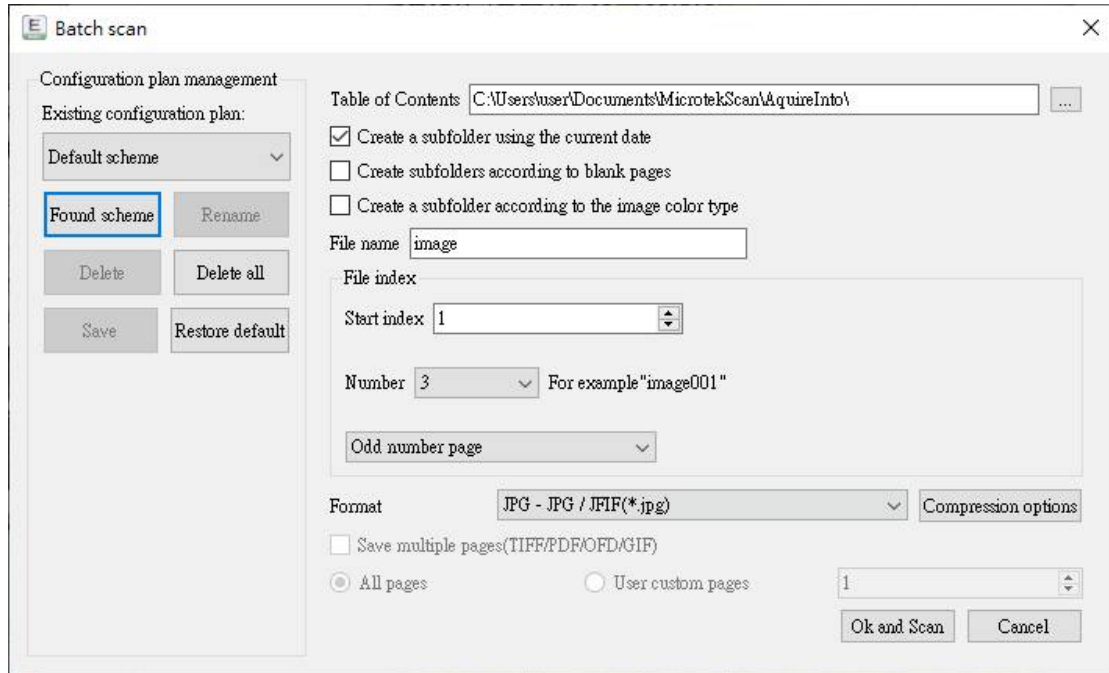 E Batch scan
Configuration plan management
Existing configuration plan:
Default scheme
Found scheme Rename
Delete Delete all
Save Restore default
Table of Contents C:\Users\user\Documents\MicrotekScan\AquireInto\ ...
Create a subfolder using the current date
Create subfolders according to blank pages
Create a subfolder according to the image color type
File name image
File index
Start index 1
Number 3 For example"image001"
Odd number page
Format JPG - JPG / JFIF(*.jpg) Compression options
Save multiple pages(TIFF/PDF/OFD/GIF)
All pages User custom pages 1
Ok and Scan Cancel